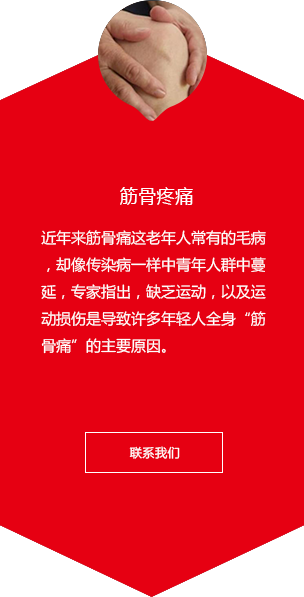 筋骨疼痛
近年来筋骨痛这老年人常有的毛病
，却像传染病一样中青年人群中蔓
延，专家指出，缺乏运动，以及运
动损伤是导致许多年轻人全身“筋
骨痛”的主要原因。
联系我们